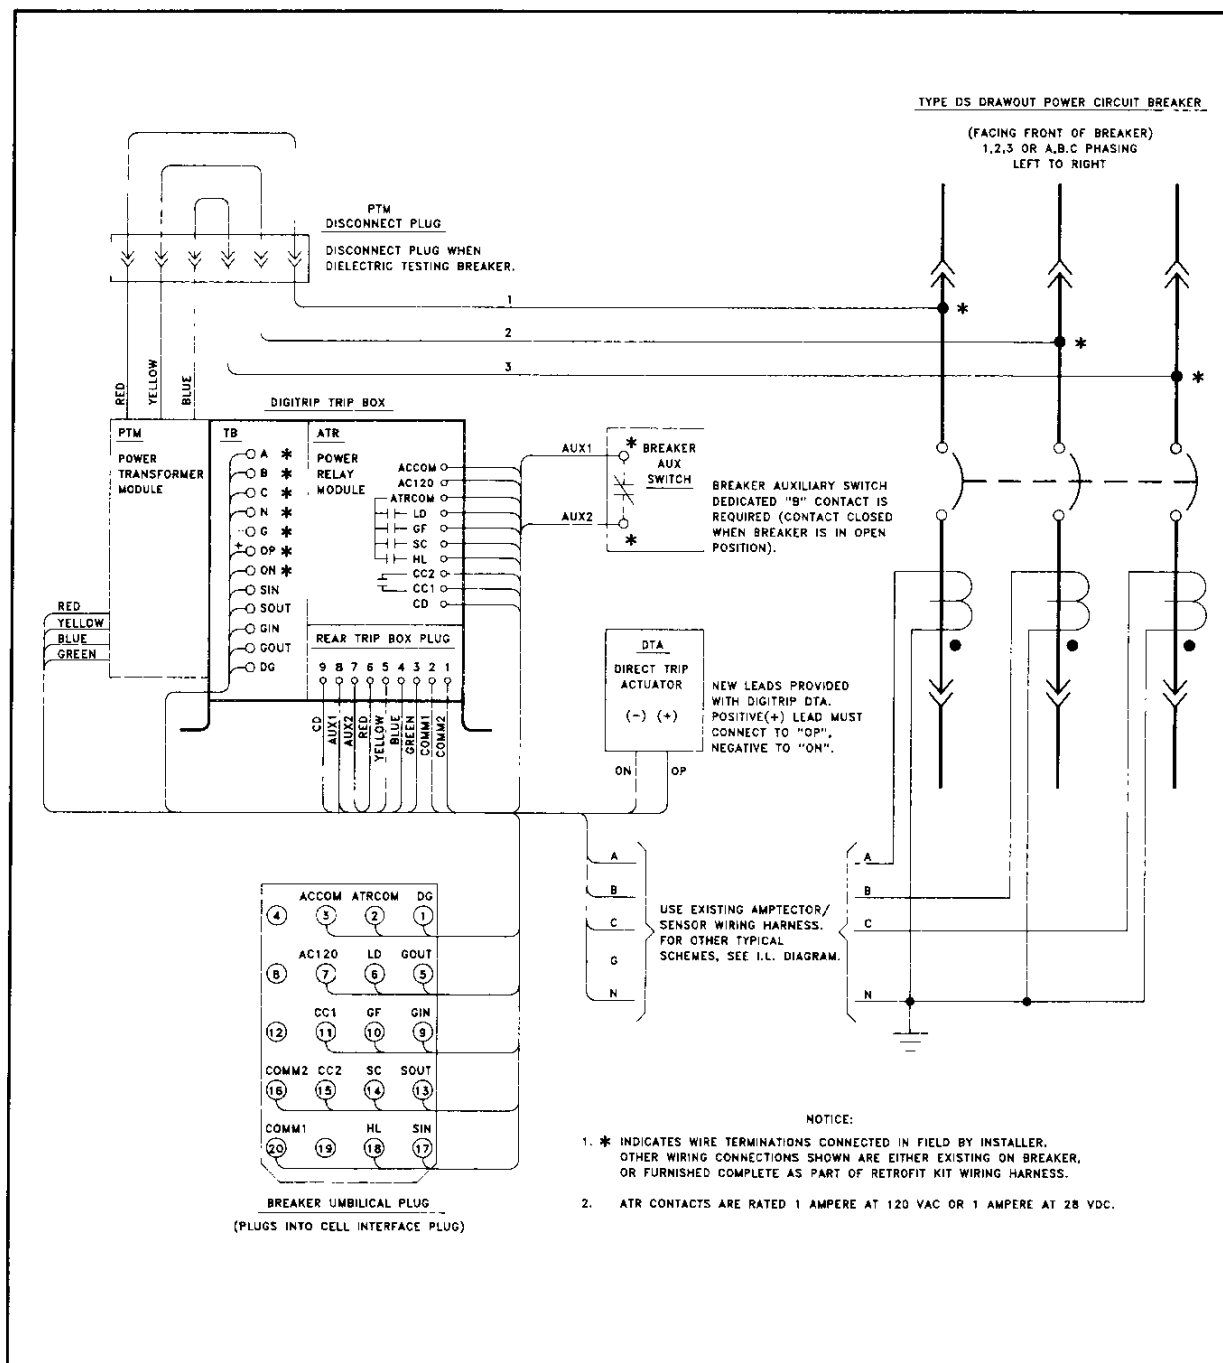 TYPE DS DRAWOUT POWER CIRCUIT BREAKER
(FACING FRONT OF BREAKER)
1,2,3 OR A,B.C PHASING
LEFT TO RIGHT
PTM
DISCONNECT PLUG
DISCONNECT PLUG WHEN
DIELECTRIC TESTING BREAKER.
1
*
2
*
3
*
RED
YELLOW
BLUE
DIGITRIP TRIP BOX
PTM
POWER
TRANSFORMER
MODULE
TB
A *
B *
C *
N *
G *
+ OP *
ON *
SIN
SOUT
GIN
GOUT
DG
ATR
POWER
RELAY
MODULE
ACCOM
AC120
ATRCOM
LD
GF
SC
HL
CC2
CC1
CD
RED
YELLOW
BLUE
GREEN
REAR TRIP BOX PLUG
9 8 7 6 5 4 3 2 1
CD
AUX1
AUX2
RED
YELLOW
BLUE
GREEN
COMM1
COMM2
AUX1
AUX2
*
BREAKER
AUX
SWITCH
*
BREAKER AUXILIARY SWITCH
DEDICATED "B" CONTACT IS
REQUIRED (CONTACT CLOSED
WHEN BREAKER IS IN OPEN
POSITION).
DTA
DIRECT TRIP
ACTUATOR
(-) (+)
NEW LEADS PROVIDED
WITH DIGITRIP DTA.
POSITIVE(+) LEAD MUST
CONNECT TO "OP",
NEGATIVE TO "ON".
ON
OP
A
B
C
G
N
USE EXISTING AMPTECTOR/
SENSOR WIRING HARNESS.
FOR OTHER TYPICAL
SCHEMES, SEE I.L. DIAGRAM.
A
B
C
N
ACCOM ATRCOM DG
4 3 2 1
AC120 LD GOUT
8 7 6 5
CC1 GF GIN
12 11 10 9
COMM2 CC2 SC SOUT
16 15 14 13
COMM1 HL SIN
20 19 18 17
BREAKER UMBILICAL PLUG
(PLUGS INTO CELL INTERFACE PLUG)
NOTICE:
1. * INDICATES WIRE TERMINATIONS CONNECTED IN FIELD BY INSTALLER.
OTHER WIRING CONNECTIONS SHOWN ARE EITHER EXISTING ON BREAKER,
OR FURNISHED COMPLETE AS PART OF RETROFIT KIT WIRING HARNESS.
2. ATR CONTACTS ARE RATED 1 AMPERE AT 120 VAC OR 1 AMPERE AT 28 VDC.